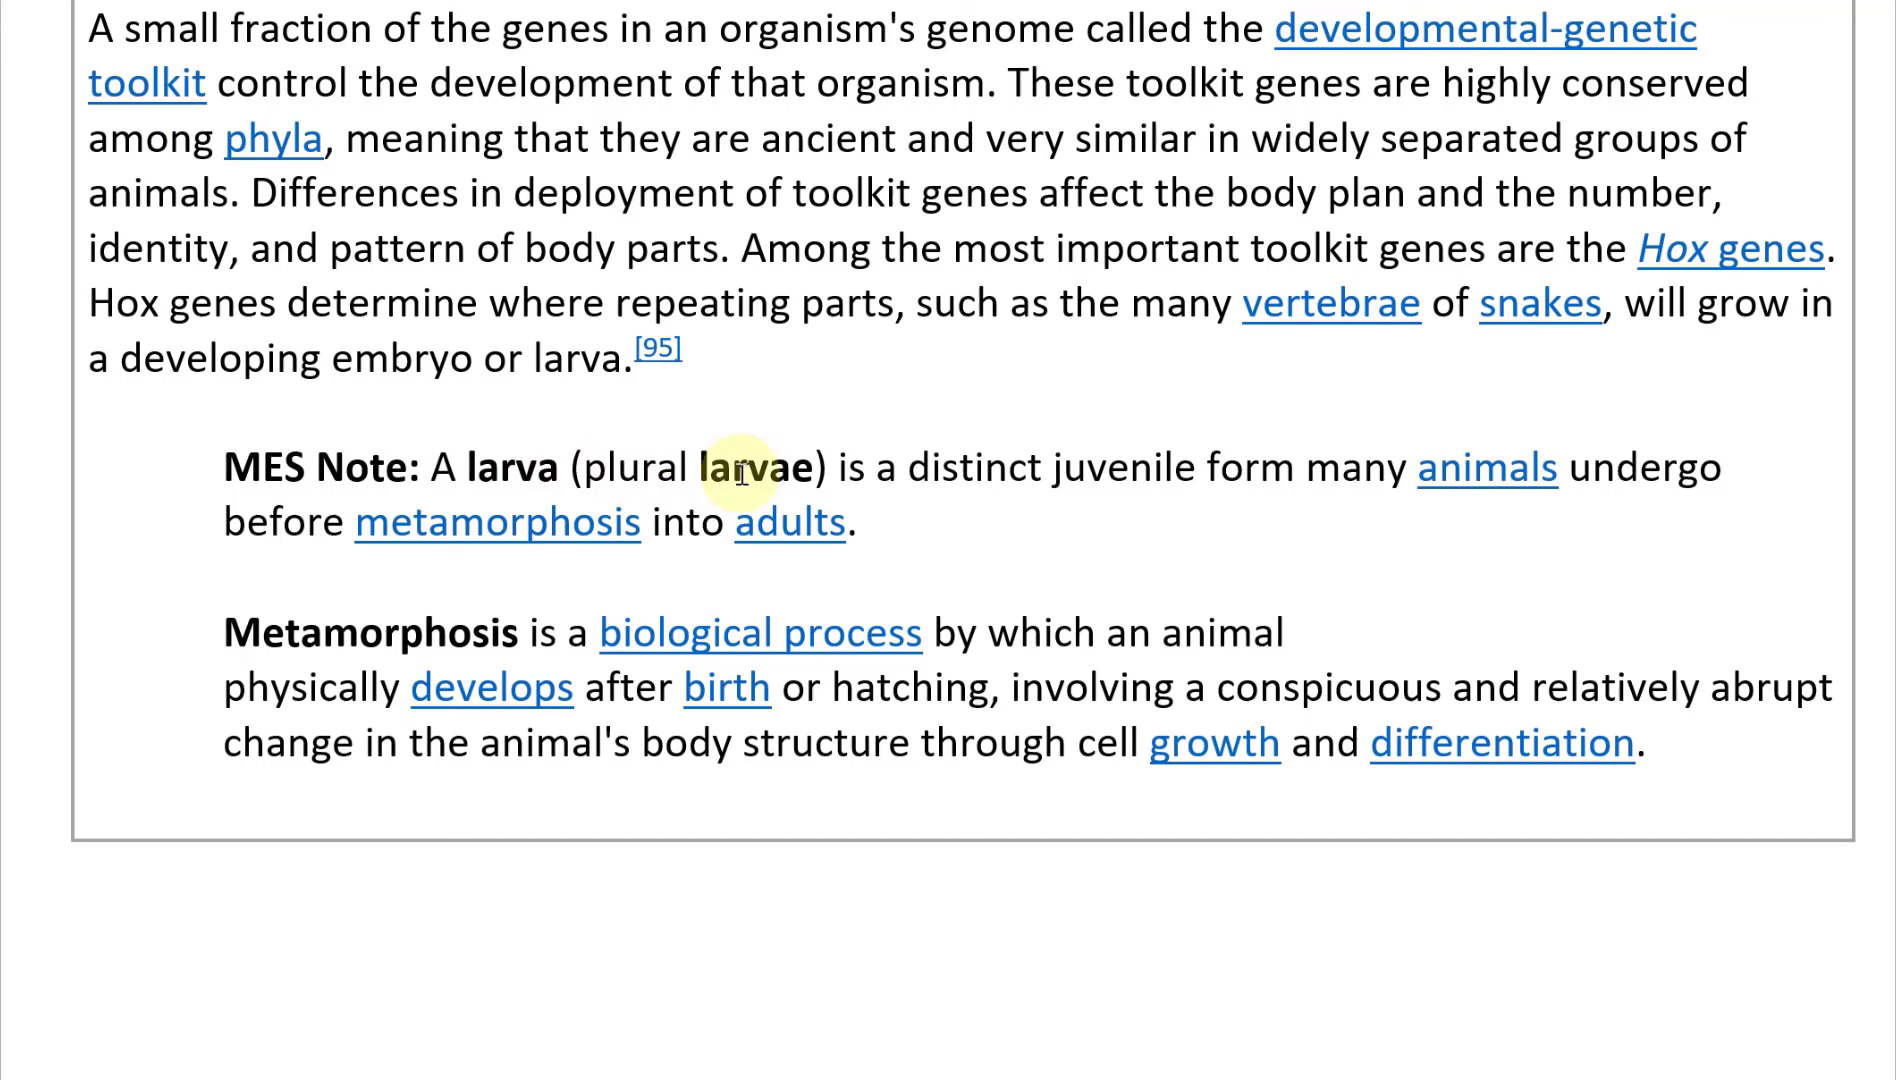 A small fraction of the genes in an organism's genome called the developmental-genetic
toolkit control the development of that organism. These toolkit genes are highly conserved
among phyla, meaning that they are ancient and very similar in widely separated groups of
animals. Differences in deployment of toolkit genes affect the body plan and the number,
identity, and pattern of body parts. Among the most important toolkit genes are the Hox genes.
Hox genes determine where repeating parts, such as the many vertebrae of snakes, will grow in
a developing embryo or larva.[95]
MES Note: A larva (plural larvae) is a distinct juvenile form many animals undergo
before metamorphosis into adults.
Metamorphosis is a biological process by which an animal
physically develops after birth or hatching, involving a conspicuous and relatively abrupt
change in the animal's body structure through cell growth and differentiation.